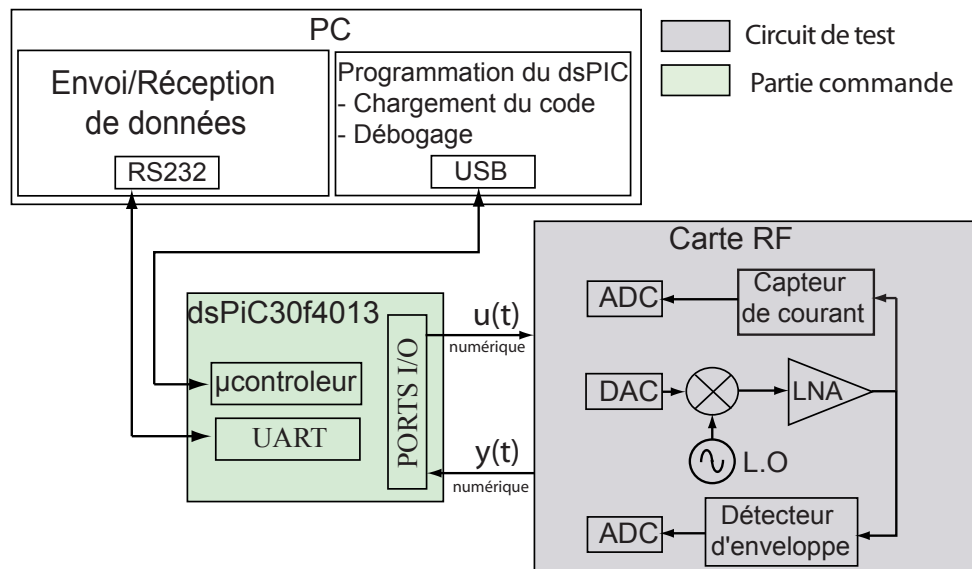 PC
Envoi/Réception
de données
RS232
Programmation du dsPIC
- Chargement du code
- Débogage
USB
Circuit de test
Partie commande
dsPiC30f4013
µcontroleur
UART
PORTS I/O
u(t)
numérique
y(t)
numérique
Carte RF
ADC
Capteur
de courant
DAC
LNA
L.O
ADC
Détecteur
d'enveloppe